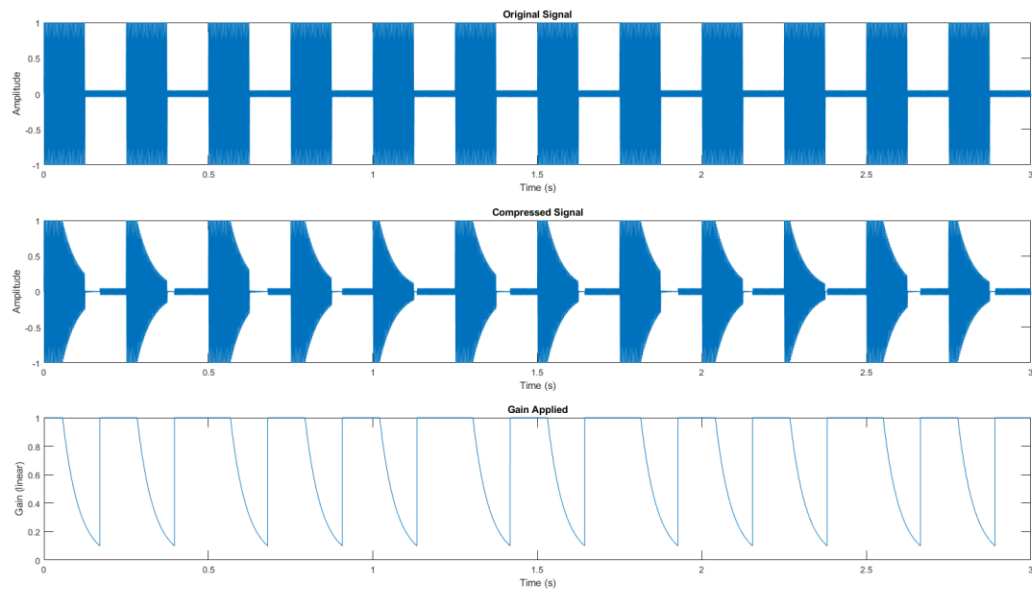 Original Signal
Amplitude
1
0.5
0
-0.5
-1
0 0.5 1 1.5 2 2.5 3
Time (s)
Compressed Signal
Amplitude
1
0.5
0
-0.5
-1
0 0.5 1 1.5 2 2.5 3
Time (s)
Gain Applied
Gain (linear)
1
0.8
0.6
0.4
0.2
0
0 0.5 1 1.5 2 2.5 3
Time (s)